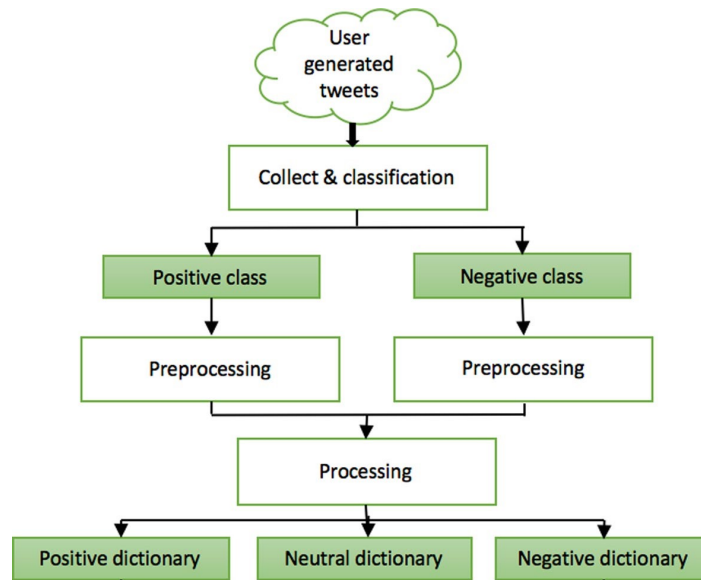 User
generated
tweets
Collect & classification
Positive class
Negative class
Preprocessing
Preprocessing
Processing
Positive dictionary
Neutral dictionary
Negative dictionary